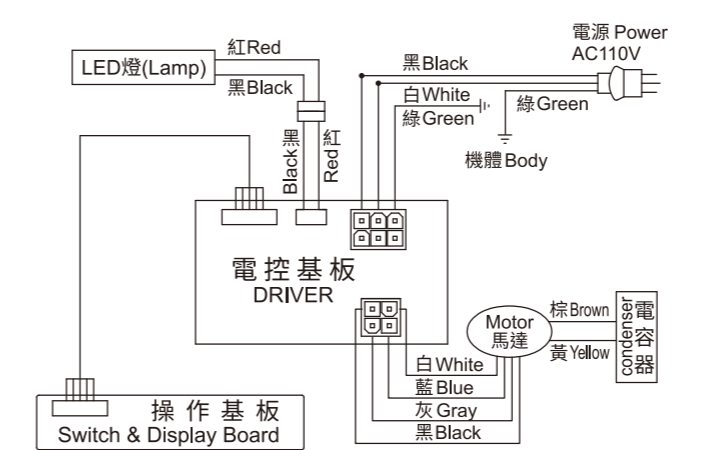 電源 Power
AC110V
紅Red
LED燈(Lamp)
黑Black
黑Black
白White
綠Green
綠Green
機體Body
黑Black
紅Red
電控基板
DRIVER
Motor
馬達
棕Brown
黃Yellow
電容器
condenser
白White
藍Blue
灰Gray
黑Black
操作基板
Switch & Display Board